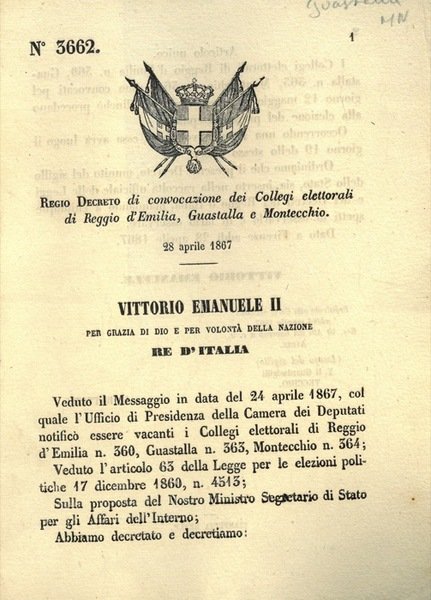 Guastalla
MN
N° 3662.
1
REGIO DECRETO di convocazione dei Collegi elettorali
di Reggio d'Emilia, Guastalla e Montecchio.
28 aprile 1867
VITTORIO EMANUELE II
PER GRAZIA DI DIO E PER VOLONTÀ DELLA NAZIONE
RE D'ITALIA
Veduto il Messaggio in data del 24 aprile 1867, col
quale l'Ufficio di Presidenza della Camera dei Deputati
notificò essere vacanti i Collegi elettorali di Reggio
d'Emilia n. 360, Guastalla n. 363, Montecchio n. 364;
Veduto l'articolo 63 della Legge per le elezioni poli-
tiche 17 dicembre 1860, n. 4513;
Sulla proposta del Nostro Ministro Segretario di Stato
per gli Affari dell'Interno;
Abbiamo decretato e decretiamo: